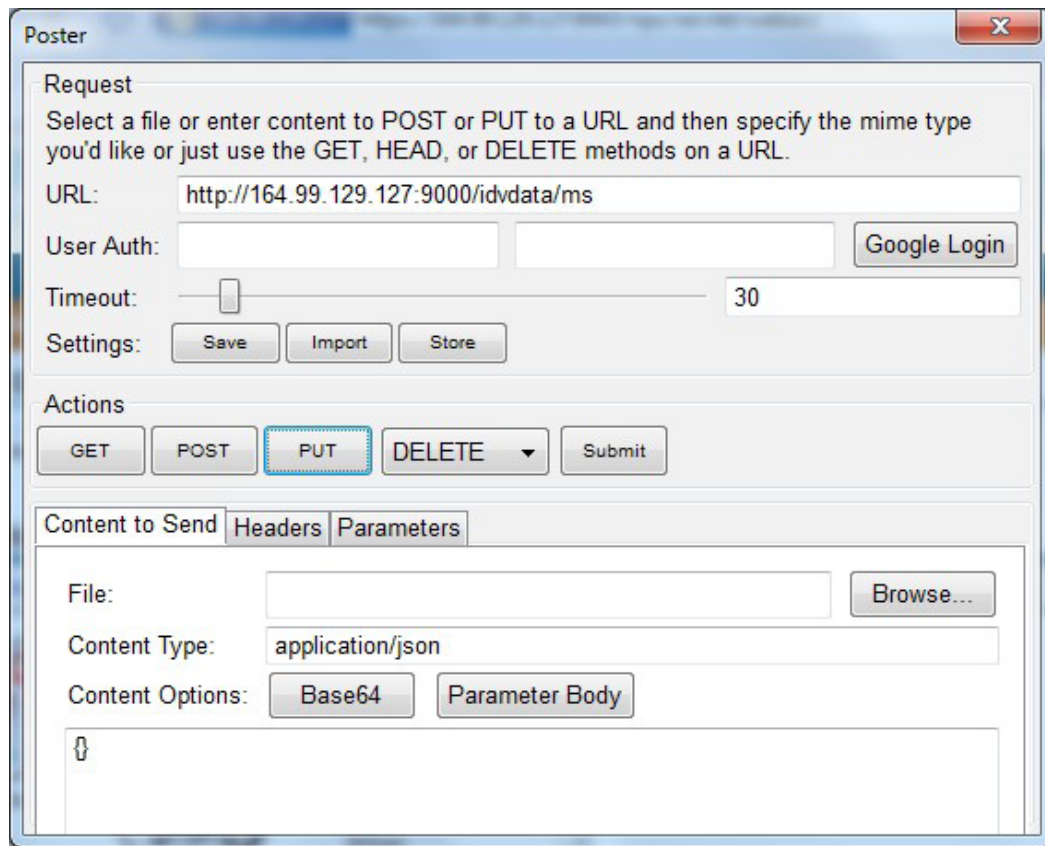 Poster
Request
Select a file or enter content to POST or PUT to a URL and then specify the mime type
you'd like or just use the GET, HEAD, or DELETE methods on a URL.
URL: http://164.99.129.127:9000/idvdata/ms
User Auth: Google Login
Timeout: 30
Settings: Save Import Store
Actions
GET POST PUT DELETE Submit
Content to Send Headers Parameters
File: Browse...
Content Type: application/json
Content Options: Base64 Parameter Body
{}